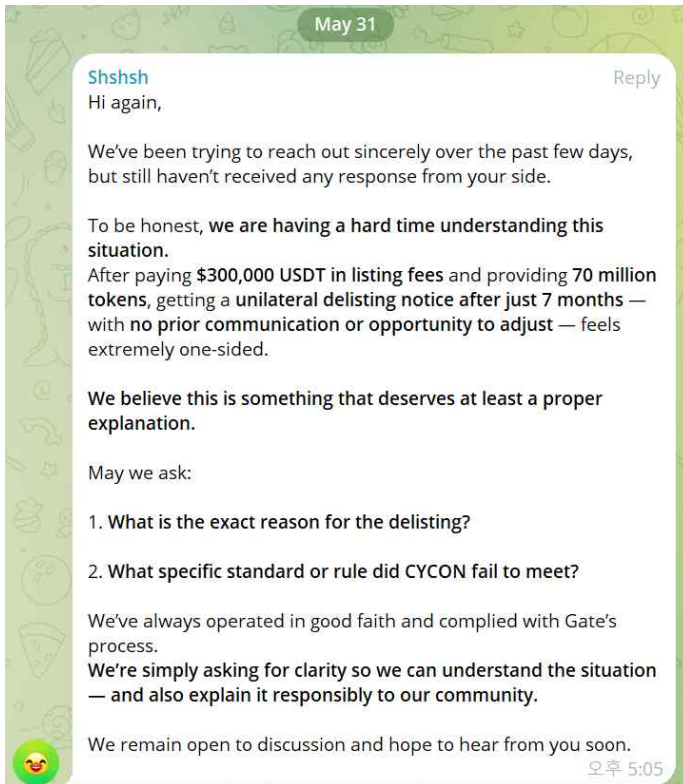 May 31
Shshsh
Reply
Hi again,
We've been trying to reach out sincerely over the past few days,
but still haven't received any response from your side.
To be honest, we are having a hard time understanding this
situation.
After paying $300,000 USDT in listing fees and providing 70 million
tokens, getting a unilateral delisting notice after just 7 months —
with no prior communication or opportunity to adjust — feels
extremely one-sided.
We believe this is something that deserves at least a proper
explanation.
May we ask:
1. What is the exact reason for the delisting?
2. What specific standard or rule did CYCON fail to meet?
We've always operated in good faith and complied with Gate's
process.
We're simply asking for clarity so we can understand the situation
— and also explain it responsibly to our community.
We remain open to discussion and hope to hear from you soon.
오후 5:05